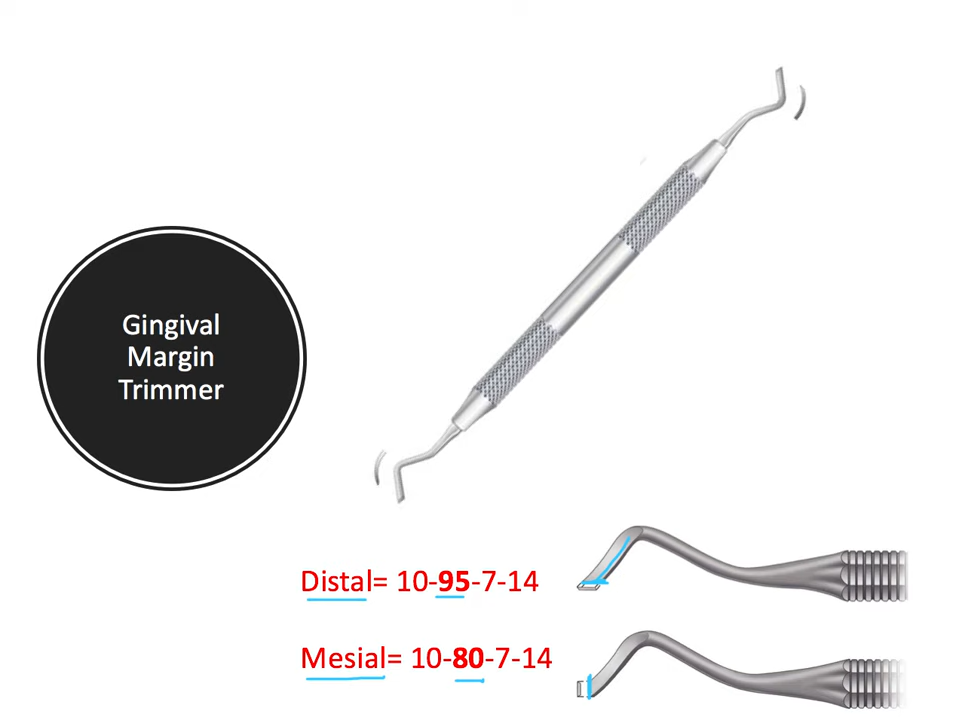 Gingival
Margin
Trimmer
Distal= 10-95-7-14
Mesial= 10-80-7-14